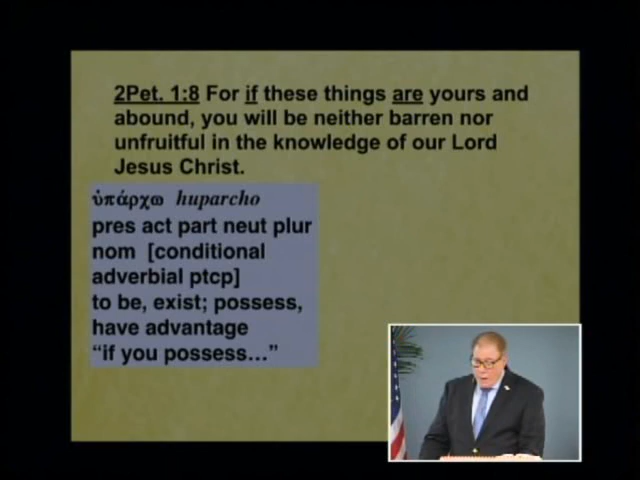 2Pet. 1:8 For if these things are yours and
abound, you will be neither barren nor
unfruitful in the knowledge of our Lord
Jesus Christ.
ὑπάρχω huparcho
pres act part neut plur
nom [conditional
adverbial ptcp]
to be, exist; possess,
have advantage
“if you possess…”